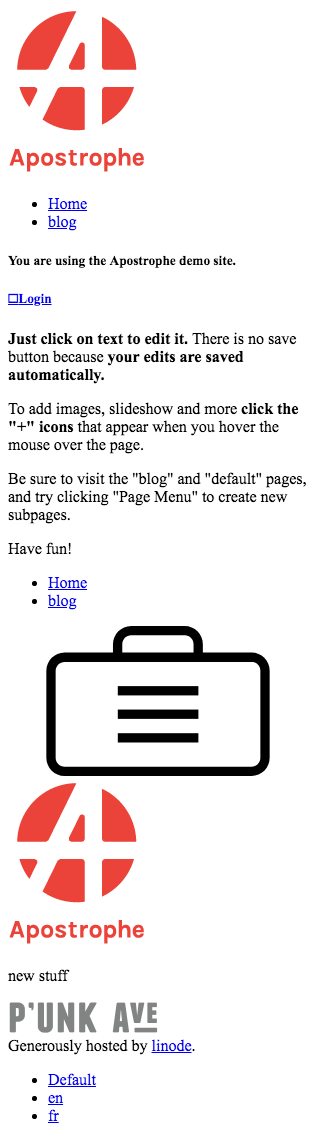 Apostrophe
Home
blog
You are using the Apostrophe demo site.
Login
Just click on text to edit it. There is no save
button because your edits are saved
automatically.
To add images, slideshow and more click the
"+" icons that appear when you hover the
mouse over the page.
Be sure to visit the "blog" and "default" pages,
and try clicking "Page Menu" to create new
subpages.
Have fun!
Home
blog
Apostrophe
new stuff
P'UNK AVE
Generously hosted by linode.
Default
en
fr